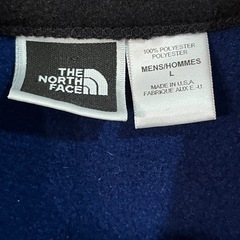 THE
NORTH
FACE
100% POLYESTER
POLYESTER
MENS/HOMMES
L
MADE IN U.S.A
FABRIQUE AUX E.-U